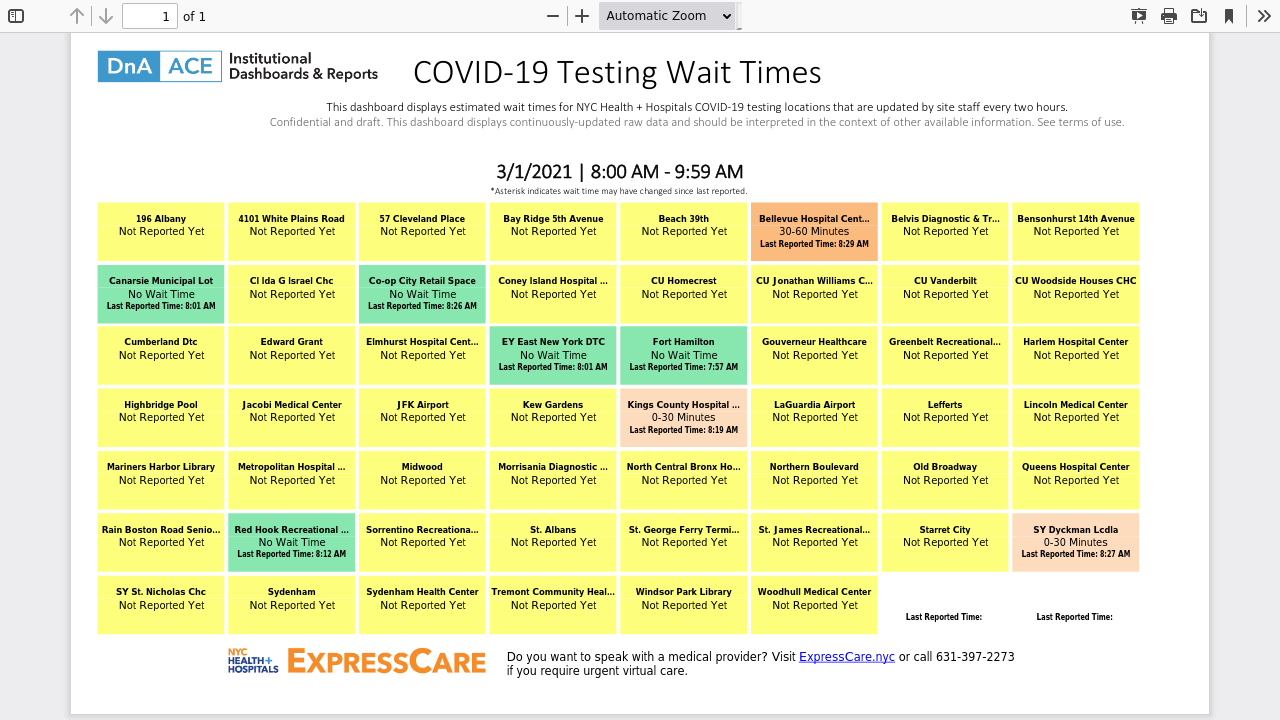 1 of 1 Automatic Zoom
DnA ACE Institutional
Dashboards & Reports
COVID-19 Testing Wait Times
This dashboard displays estimated wait times for NYC Health + Hospitals COVID-19 testing locations that are updated by site staff every two hours.
Confidential and draft. This dashboard displays continuously-updated raw data and should be interpreted in the context of other available information. See terms of use.
3/1/2021 | 8:00 AM - 9:59 AM
*Asterisk indicates wait time may have changed since last reported.
196 Albany
Not Reported Yet
4101 White Plains Road
Not Reported Yet
57 Cleveland Place
Not Reported Yet
Bay Ridge 5th Avenue
Not Reported Yet
Beach 39th
Not Reported Yet
Bellevue Hospital Cent...
30-60 Minutes
Last Reported Time: 8:29 AM
Belvis Diagnostic & Tr...
Not Reported Yet
Bensonhurst 14th Avenue
Not Reported Yet
Canarsie Municipal Lot
No Wait Time
Last Reported Time: 8:01 AM
Cl Ida G Israel Chc
Not Reported Yet
Co-op City Retail Space
No Wait Time
Last Reported Time: 8:26 AM
Coney Island Hospital ...
Not Reported Yet
CU Homecrest
Not Reported Yet
CU Jonathan Williams C...
Not Reported Yet
CU Vanderbilt
Not Reported Yet
CU Woodside Houses CHC
Not Reported Yet
Cumberland Dtc
Not Reported Yet
Edward Grant
Not Reported Yet
Elmhurst Hospital Cent...
Not Reported Yet
EY East New York DTC
No Wait Time
Last Reported Time: 8:01 AM
Fort Hamilton
No Wait Time
Last Reported Time: 7:57 AM
Gouverneur Healthcare
Not Reported Yet
Greenbelt Recreational...
Not Reported Yet
Harlem Hospital Center
Not Reported Yet
Highbridge Pool
Not Reported Yet
Jacobi Medical Center
Not Reported Yet
JFK Airport
Not Reported Yet
Kew Gardens
Not Reported Yet
Kings County Hospital ...
0-30 Minutes
Last Reported Time: 8:19 AM
LaGuardia Airport
Not Reported Yet
Lefferts
Not Reported Yet
Lincoln Medical Center
Not Reported Yet
Mariners Harbor Library
Not Reported Yet
Metropolitan Hospital ...
Not Reported Yet
Midwood
Not Reported Yet
Morrisania Diagnostic ...
Not Reported Yet
North Central Bronx Ho...
Not Reported Yet
Northern Boulevard
Not Reported Yet
Old Broadway
Not Reported Yet
Queens Hospital Center
Not Reported Yet
Rain Boston Road Senio...
Not Reported Yet
Red Hook Recreational ...
No Wait Time
Last Reported Time: 8:12 AM
Sorrentino Recreationa...
Not Reported Yet
St. Albans
Not Reported Yet
St. George Ferry Termi...
Not Reported Yet
St. James Recreational...
Not Reported Yet
Starret City
Not Reported Yet
SY Dyckman Lcdla
0-30 Minutes
Last Reported Time: 8:27 AM
SY St. Nicholas Chc
Not Reported Yet
Sydenham
Not Reported Yet
Sydenham Health Center
Not Reported Yet
Tremont Community Heal...
Not Reported Yet
Windsor Park Library
Not Reported Yet
Woodhull Medical Center
Not Reported Yet
Last Reported Time:
Last Reported Time:
NYC
HEALTH+
HOSPITALS
EXPRESSCARE
Do you want to speak with a medical provider? Visit ExpressCare.nyc or call 631-397-2273
if you require urgent virtual care.